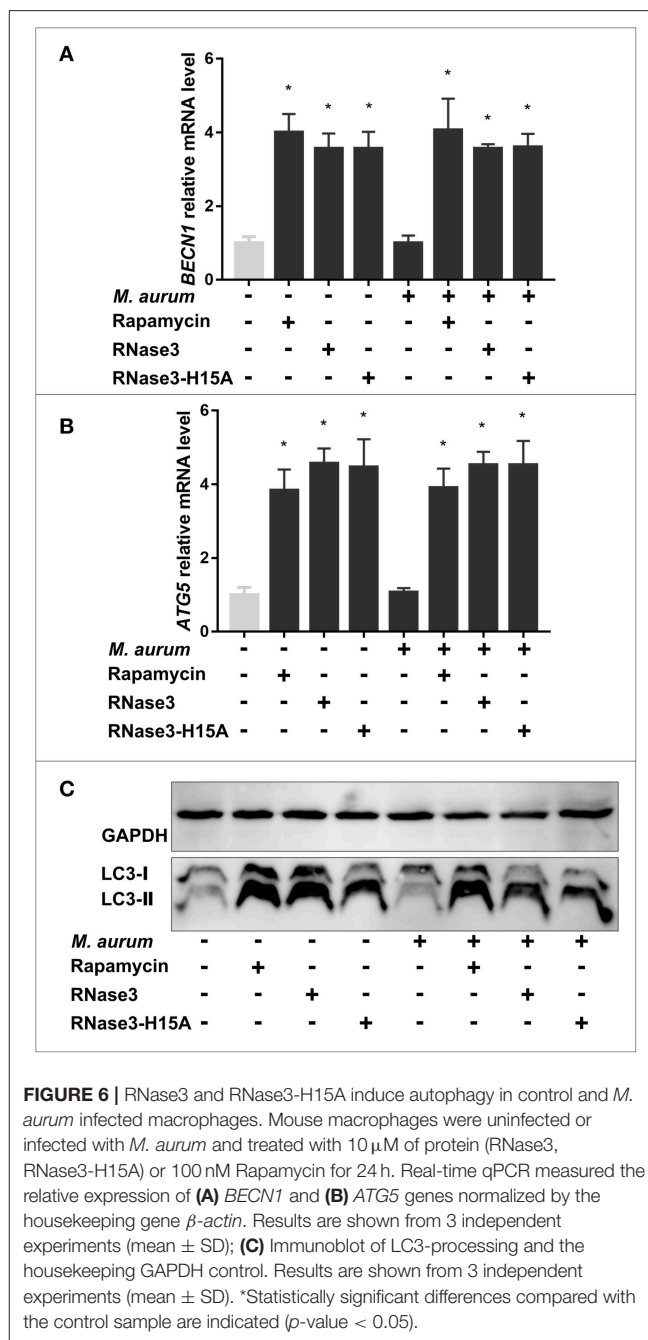 A
BECN1 relative mRNA level
6
4
2
0
* * * * * *
M. aurum - - - - + + + +
Rapamycin - + - - - + - -
RNase3 - - + - - - + -
RNase3-H15A - - - + - - - +
B
ATG5 relative mRNA level
6
4
2
0
* * * * * *
M. aurum - - - - + + + +
Rapamycin - + - - - + - -
RNase3 - - + - - - + -
RNase3-H15A - - - + - - - +
C
GAPDH
LC3-I
LC3-II
M. aurum - - - - + + + +
Rapamycin - + - - - + - -
RNase3 - - + - - - + -
RNase3-H15A - - - + - - - +
FIGURE 6 | RNase3 and RNase3-H15A induce autophagy in control and M.
aurum infected macrophages. Mouse macrophages were uninfected or
infected with M. aurum and treated with 10 μM of protein (RNase3,
RNase3-H15A) or 100 nM Rapamycin for 24 h. Real-time qPCR measured the
relative expression of (A) BECN1 and (B) ATG5 genes normalized by the
housekeeping gene β-actin. Results are shown from 3 independent
experiments (mean ± SD); (C) Immunoblot of LC3-processing and the
housekeeping GAPDH control. Results are shown from 3 independent
experiments (mean ± SD). *Statistically significant differences compared with
the control sample are indicated (p-value < 0.05).